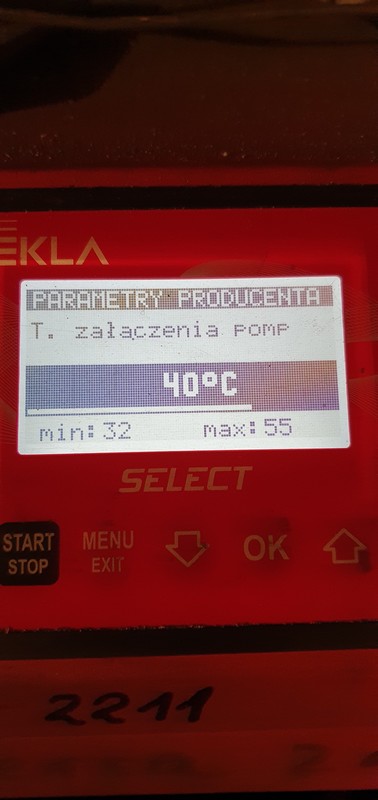 EKLA
PARAMETRY PRODUCENTA
T. załączenia pomp
40°C
min: 32 max: 55
SELECT
START STOP
MENU EXIT
OK
2211